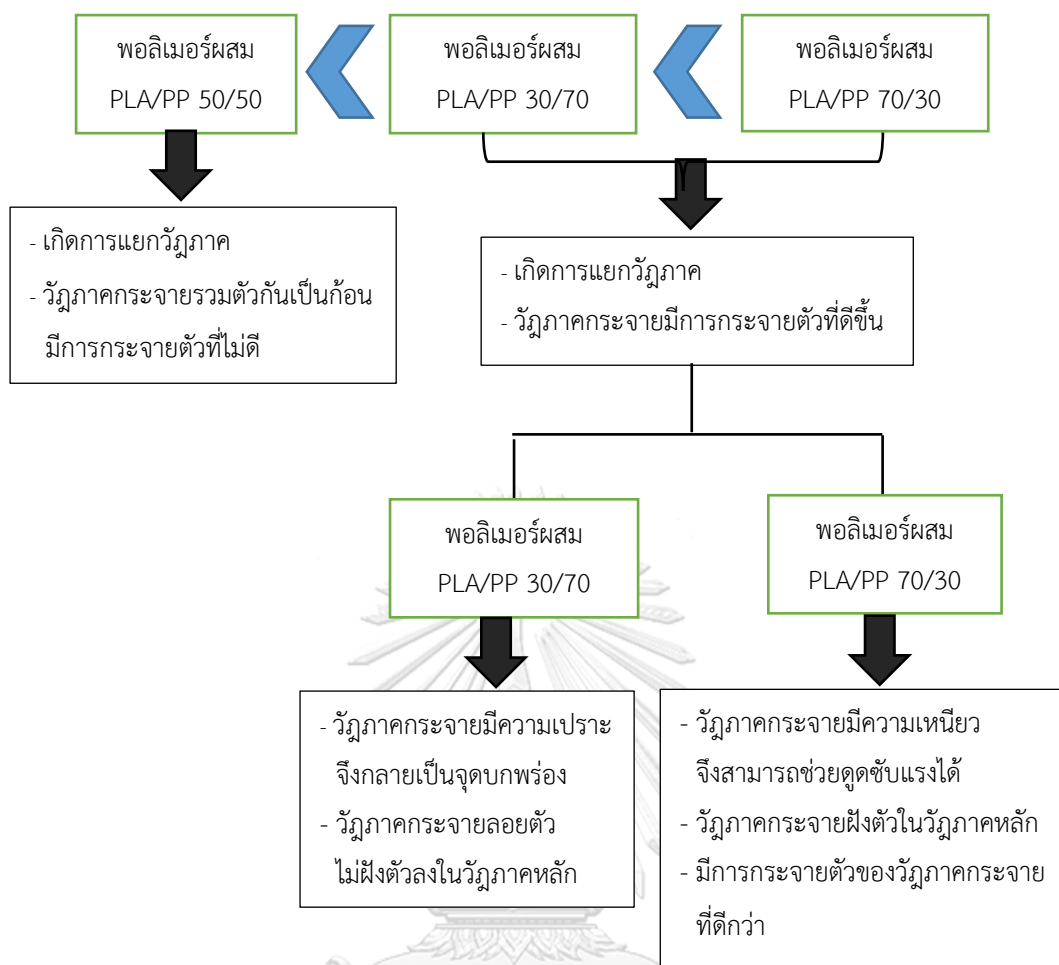 พอลิเมอร์ผสม
PLA/PP 50/50
พอลิเมอร์ผสม
PLA/PP 30/70
พอลิเมอร์ผสม
PLA/PP 70/30
- เกิดการแยกวัฏภาค
- วัฏภาคกระจายรวมตัวกันเป็นก้อน
มีการกระจายตัวที่ไม่ดี
- เกิดการแยกวัฏภาค
- วัฏภาคกระจายมีการกระจายตัวที่ดีขึ้น
พอลิเมอร์ผสม
PLA/PP 30/70
พอลิเมอร์ผสม
PLA/PP 70/30
- วัฏภาคกระจายมีความเปราะ
จึงกลายเป็นจุดบกพร่อง
- วัฏภาคกระจายลอยตัว
ไม่ฝังตัวลงในวัฏภาคหลัก
- วัฏภาคกระจายมีความเหนียว
จึงสามารถช่วยดูดซับแรงได้
- วัฏภาคกระจายฝังตัวในวัฏภาคหลัก
- มีการกระจายตัวของวัฏภาคกระจาย
ที่ดีกว่า